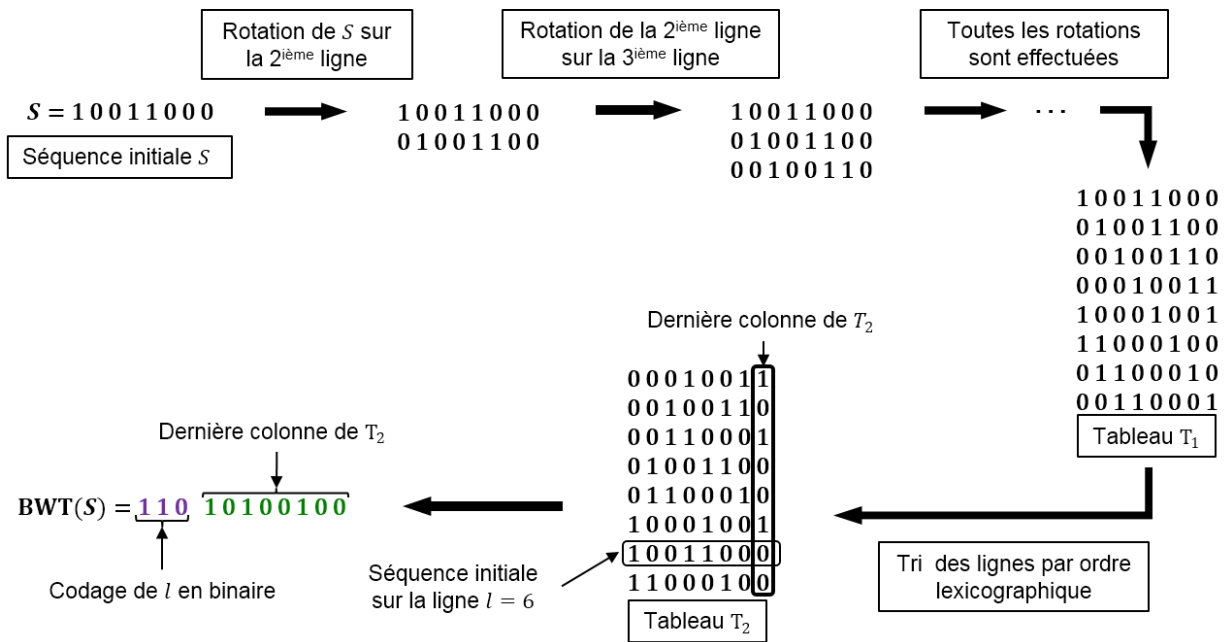 Rotation de S sur
la 2ième ligne
Rotation de la 2ième ligne
sur la 3ième ligne
Toutes les rotations
sont effectuées
S = 1 0 0 1 1 0 0 0
Séquence initiale S
1 0 0 1 1 0 0 0
0 1 0 0 1 1 0 0
1 0 0 1 1 0 0 0
0 1 0 0 1 1 0 0
0 0 1 0 0 1 1 0
...
1 0 0 1 1 0 0 0
0 1 0 0 1 1 0 0
0 0 1 0 0 1 1 0
0 0 0 1 0 0 1 1
1 0 0 0 1 0 0 1
1 1 0 0 0 1 0 0
0 1 1 0 0 0 1 0
0 0 1 1 0 0 0 1
Tableau T1
Tri des lignes par ordre
lexicographique
Dernière colonne de T2
0 0 0 1 0 0 1 1
0 0 1 0 0 1 1 0
0 0 1 1 0 0 0 1
0 1 0 0 1 1 0 0
0 1 1 0 0 0 1 0
1 0 0 0 1 0 0 1
1 0 0 1 1 0 0 0
1 1 0 0 0 1 0 0
Tableau T2
Séquence initiale
sur la ligne l = 6
Dernière colonne de T2
BWT(S) = 1 1 0 1 0 1 0 0 1 0 0
Codage de l en binaire